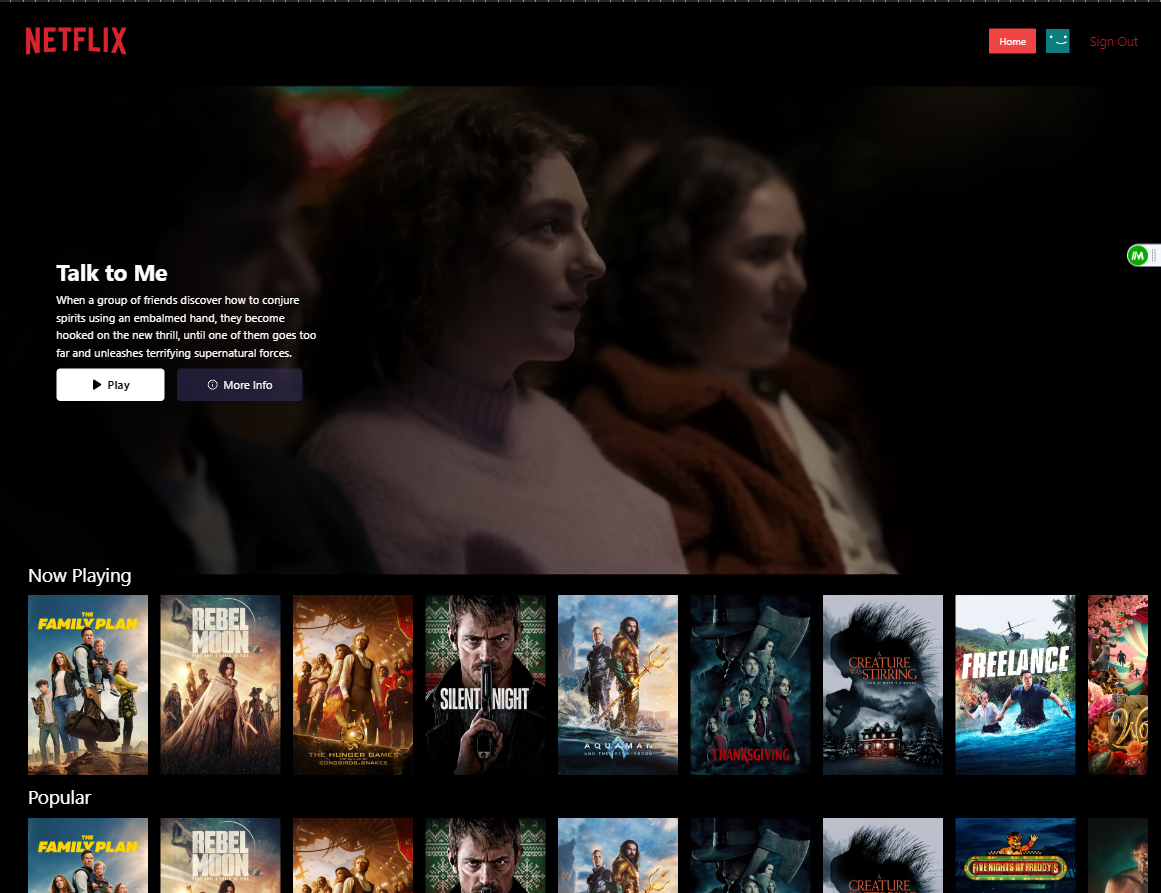 NETFLIX
Home
Sign Out
Talk to Me
When a group of friends discover how to conjure
spirits using an embalmed hand, they become
hooked on the new thrill, until one of them goes too
far and unleashes terrifying supernatural forces.
Play
More Info
Now Playing
THE
FAMILY PLAN
REBEL
MOON
THE HUNGER GAMES
SONGBIRDS & SNAKES
SILENT NIGHT
AQUAMAN
AND THE LOST KINGDOM
THANKSGIVING
A
CREATURE
WAS STIRRING
FREELANCE
Popular
THE
FAMILY PLAN
REBEL
MOON
A
CREATURE
FIVE NIGHTS AT FREDDY'S